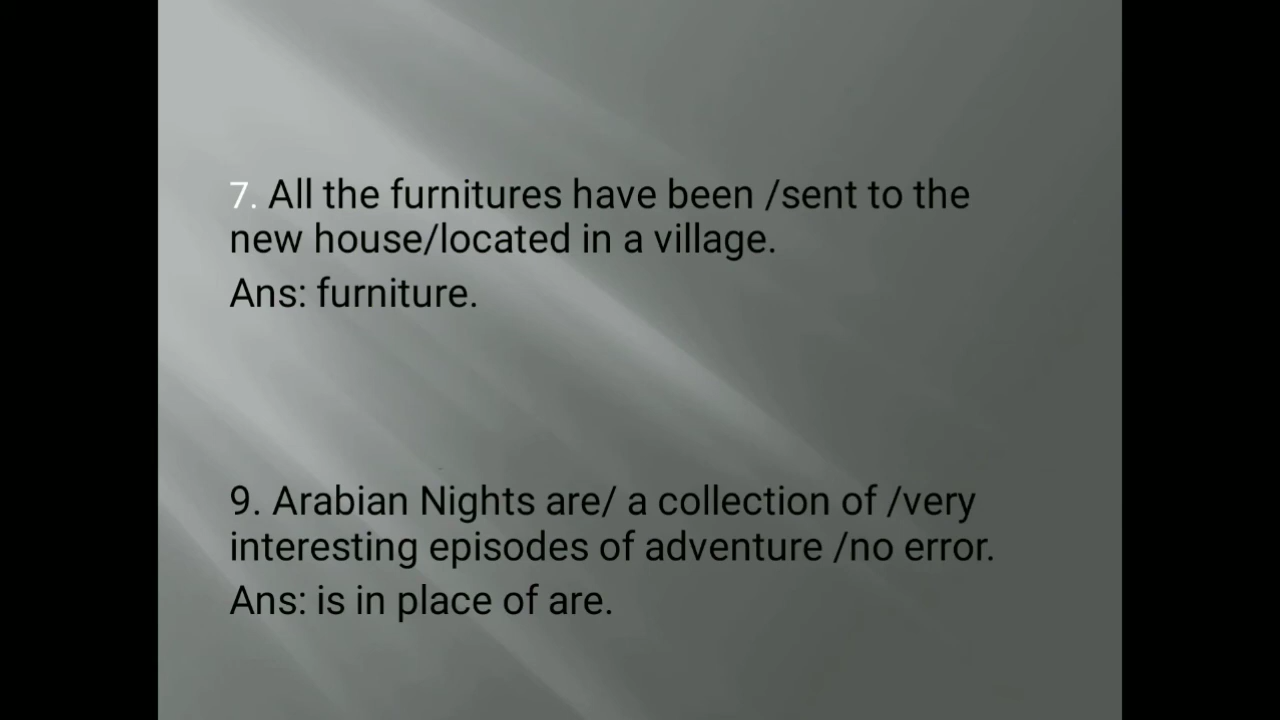 7. All the furnitures have been /sent to the
new house/located in a village.
Ans: furniture.
9. Arabian Nights are/ a collection of /very
interesting episodes of adventure /no error.
Ans: is in place of are.